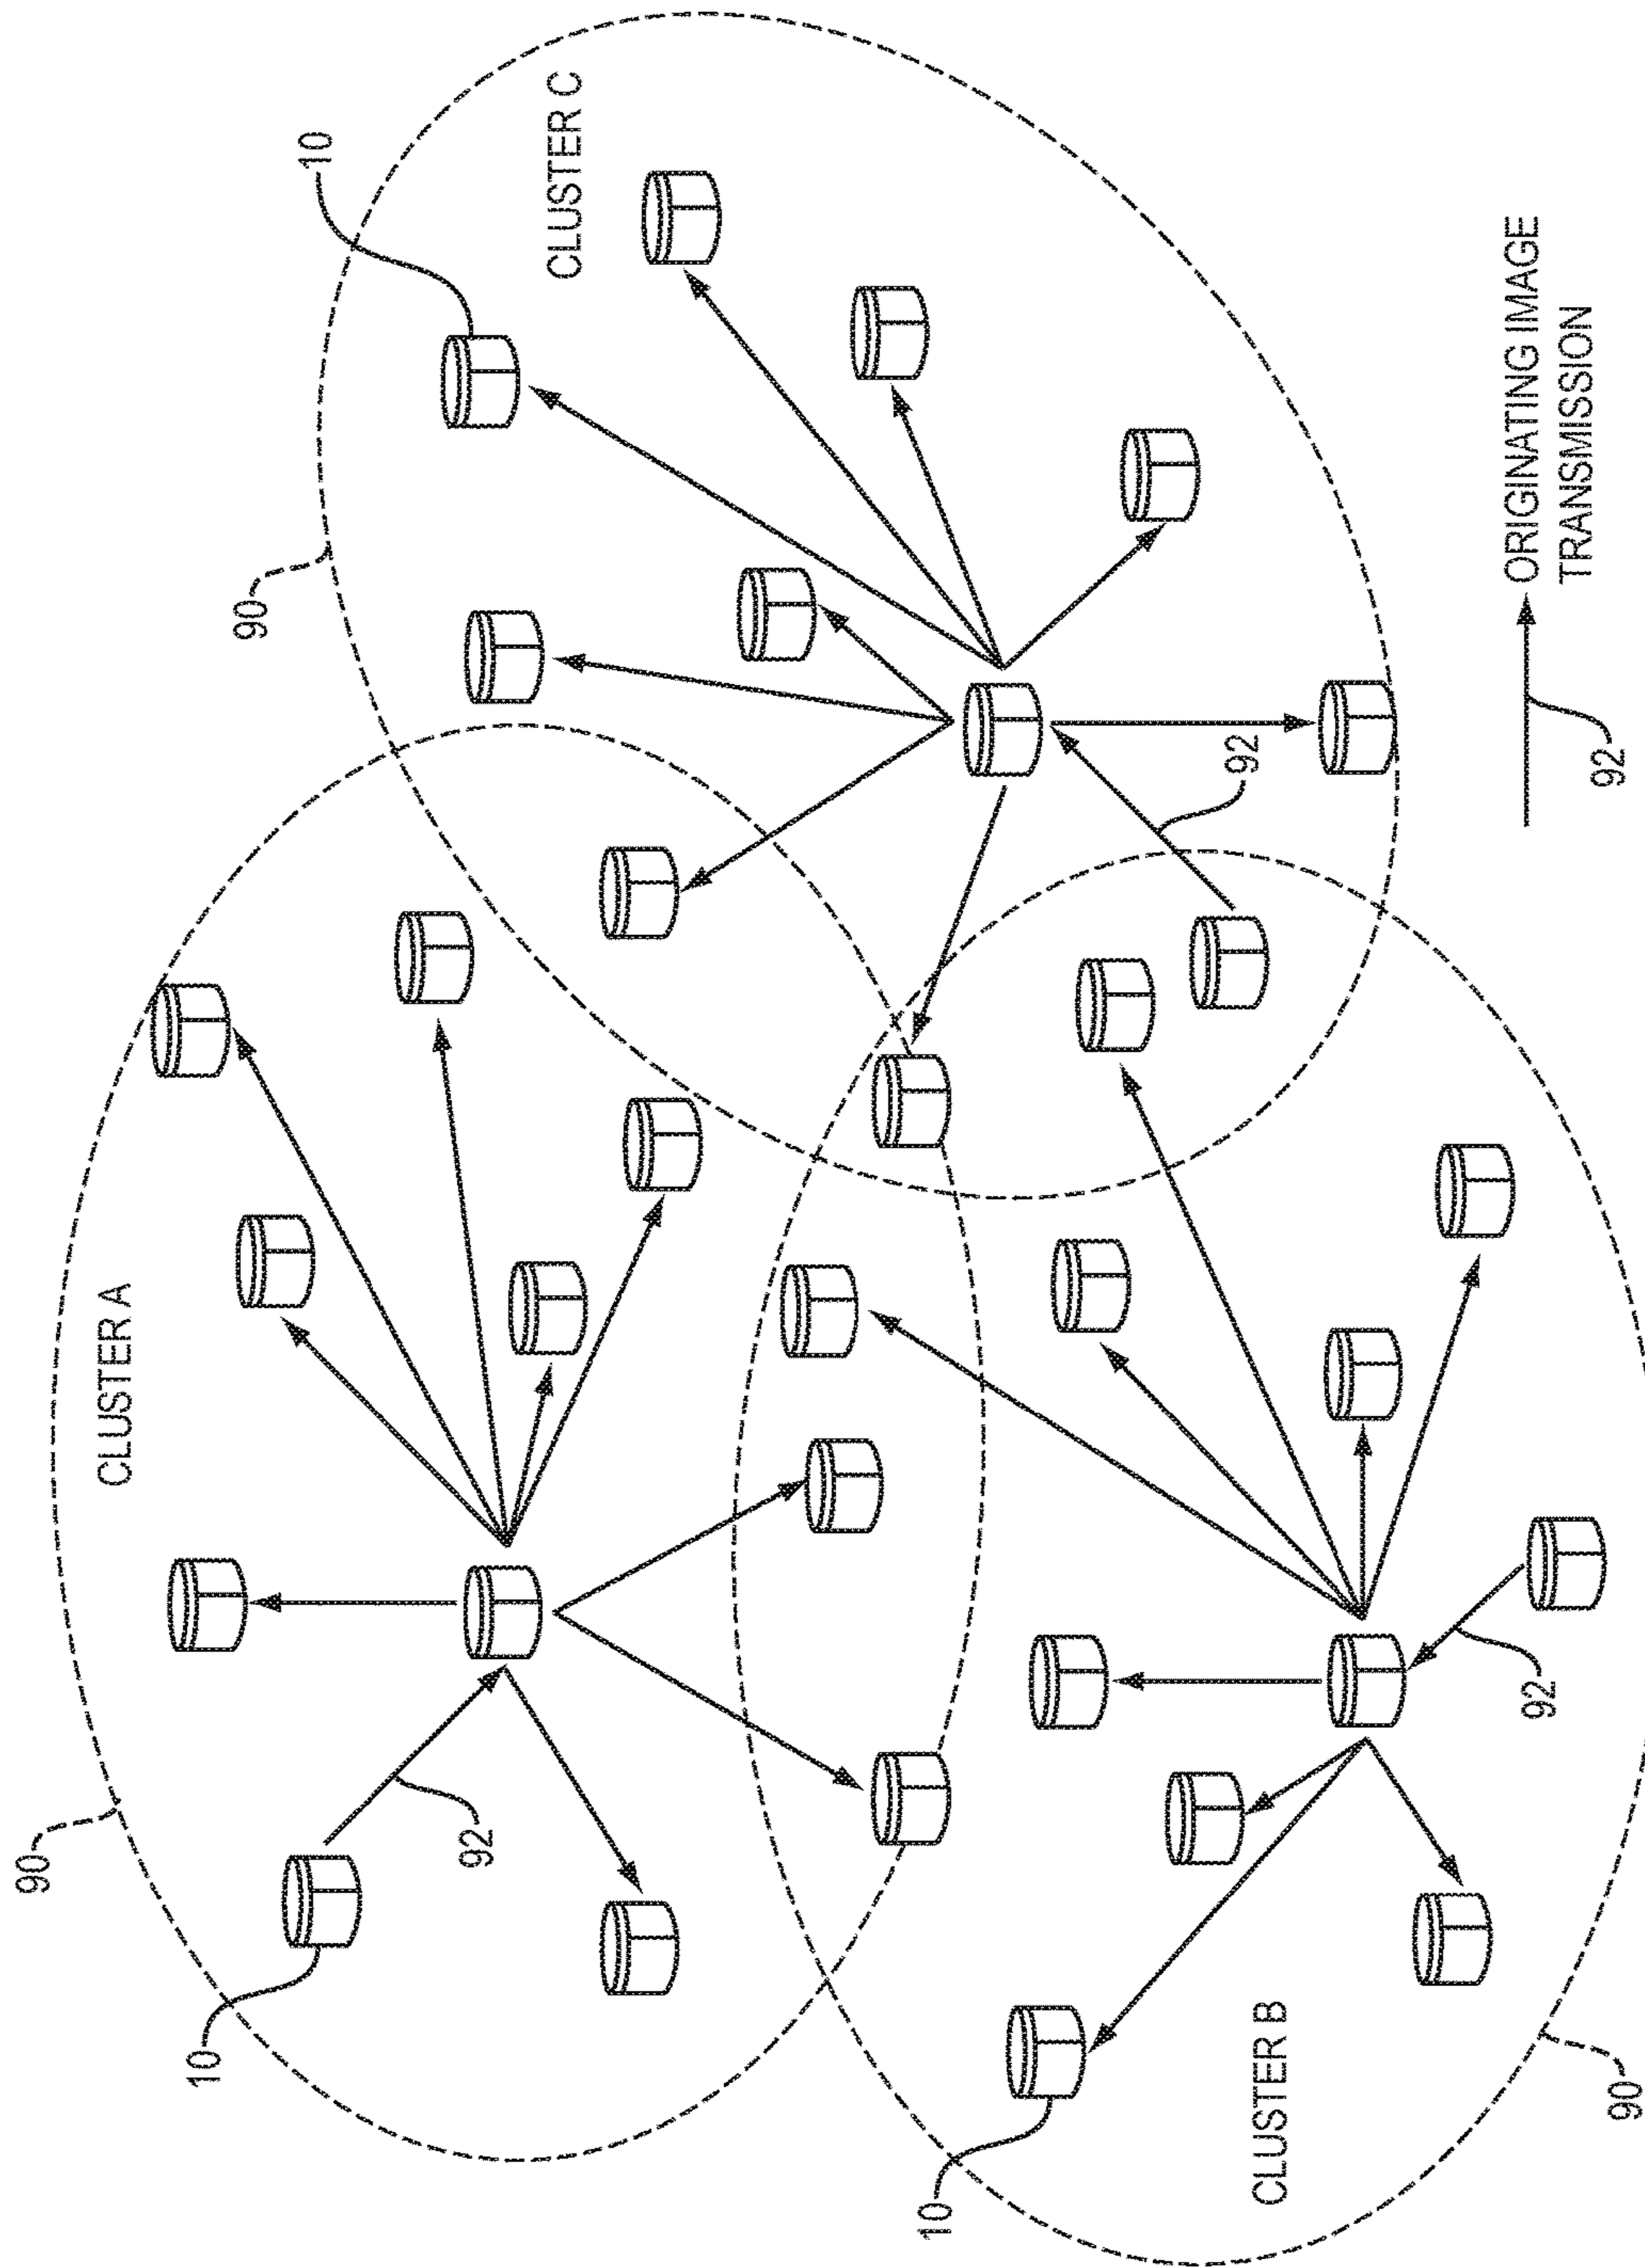 90
CLUSTER A
10
90
10
92
CLUSTER C
10
92
CLUSTER B
92
ORIGINATING IMAGE
TRANSMISSION
90
92